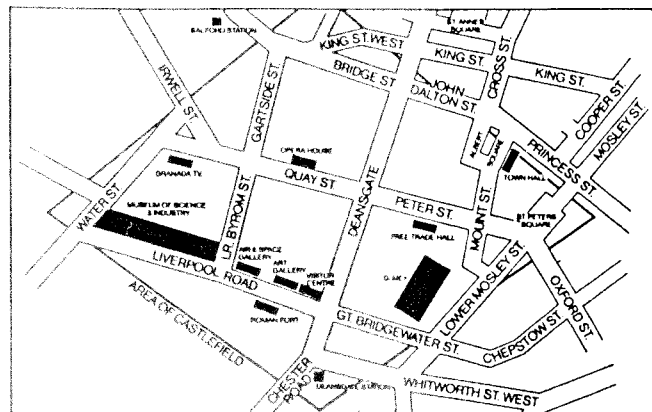 SALFORD STATION
ST ANNES
SQUARE
KING ST. WEST
KING ST.
CROSS ST.
KING ST.
COOPER ST.
MOSLEY ST.
IRWELL ST.
GARTSIDE ST.
BRIDGE ST.
JOHN
DALTON ST.
ALBERT
SQUARE
PRINCESS ST.
OPERA HOUSE
GRANADA TV.
QUAY ST.
DEANSGATE
PETER ST.
MOUNT ST.
TOWN HALL
ST PETERS
SQUARE
WATER ST.
MUSEUM OF SCIENCE
& INDUSTRY
LR. BYROM ST.
FREE TRADE HALL
AIR & SPACE
GALLERY
ART
GALLERY
VISITOR
CENTRE
G-MEX
LOWER MOSLEY ST.
OXFORD ST.
LIVERPOOL ROAD
AREA OF CASTLEFIELD
ROMAN FORT
GT. BRIDGEWATER ST.
CHEPSTOW ST.
CHESTER
ROAD
DEANSGATE STATION
WHITWORTH ST. WEST